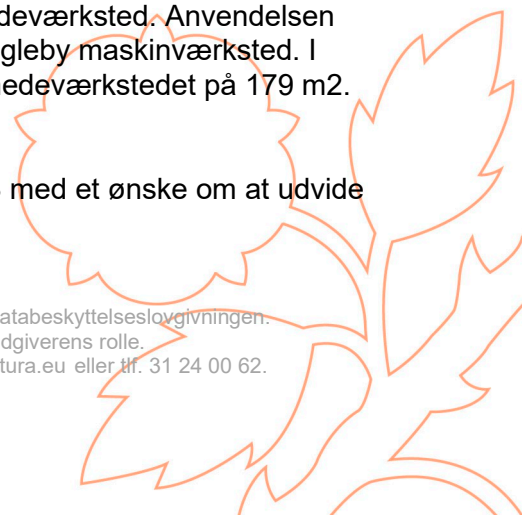 deværksted. Anvendelsen
gleby maskinværksted. I
nedeværkstedet på 179 m2.
med et ønske om at udvide
atabeskyttelseslovgivningen.
dgiverens rolle.
tura.eu eller tlf. 31 24 00 62.